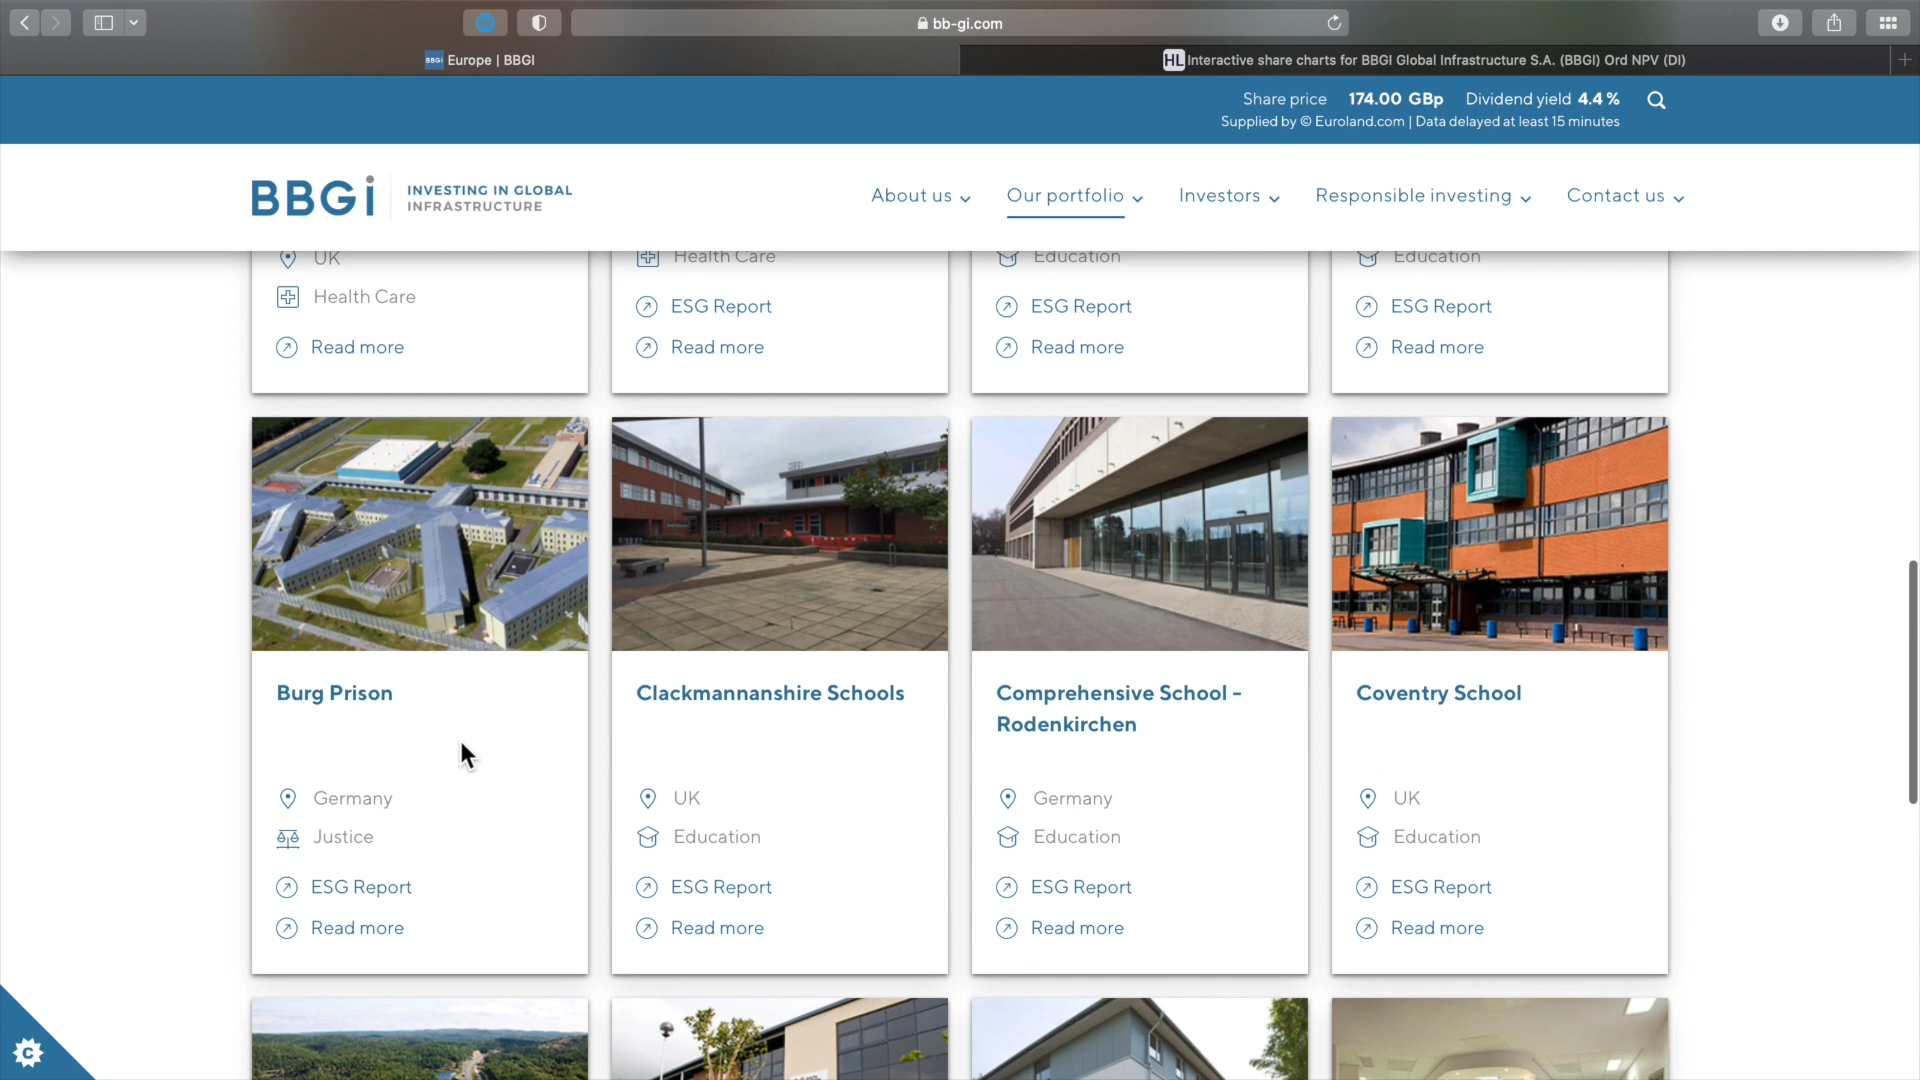 bb-gi.com
BBGi Europe | BBGI
HL Interactive share charts for BBGI Global Infrastructure S.A. (BBGI) Ord NPV (DI)
Share price 174.00 GBp Dividend yield 4.4 %
Supplied by © Euroland.com | Data delayed at least 15 minutes
BBGi
INVESTING IN GLOBAL
INFRASTRUCTURE
About us Our portfolio Investors Responsible investing Contact us
UK
Health Care
Read more
Health Care
ESG Report
Read more
Education
ESG Report
Read more
Education
ESG Report
Read more
Burg Prison
Germany
Justice
ESG Report
Read more
Clackmannanshire Schools
UK
Education
ESG Report
Read more
Comprehensive School -
Rodenkirchen
Germany
Education
ESG Report
Read more
Coventry School
UK
Education
ESG Report
Read more
C